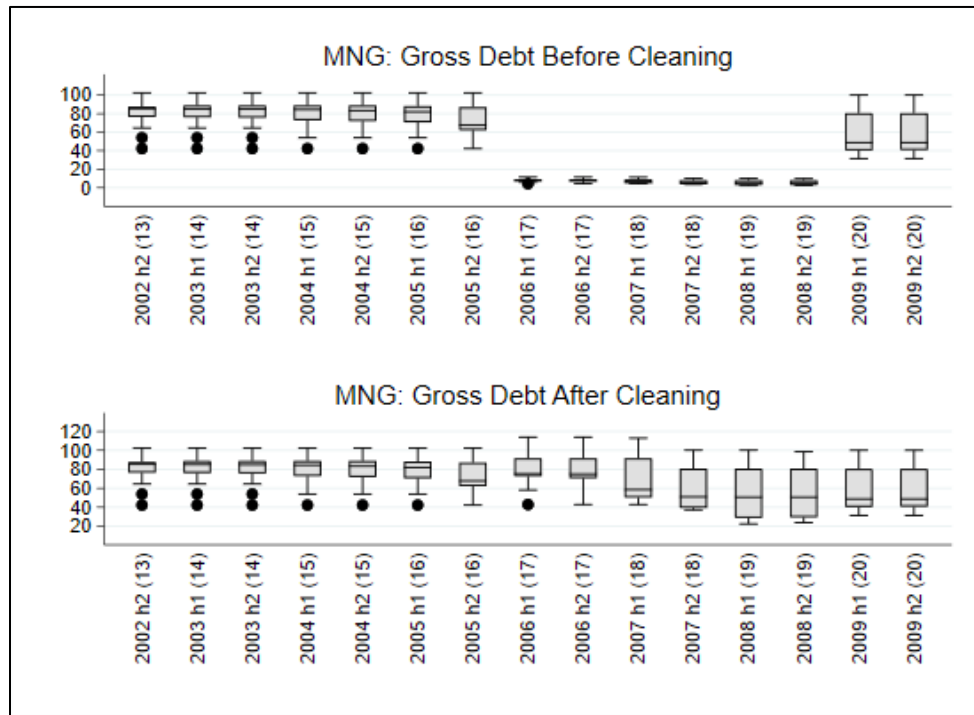 MNG: Gross Debt Before Cleaning
100
80
60
40
20
0
2002 h2 (13)
2003 h1 (14)
2003 h2 (14)
2004 h1 (15)
2004 h2 (15)
2005 h1 (16)
2005 h2 (16)
2006 h1 (17)
2006 h2 (17)
2007 h1 (18)
2007 h2 (18)
2008 h1 (19)
2008 h2 (19)
2009 h1 (20)
2009 h2 (20)
MNG: Gross Debt After Cleaning
120
100
80
60
40
20
2002 h2 (13)
2003 h1 (14)
2003 h2 (14)
2004 h1 (15)
2004 h2 (15)
2005 h1 (16)
2005 h2 (16)
2006 h1 (17)
2006 h2 (17)
2007 h1 (18)
2007 h2 (18)
2008 h1 (19)
2008 h2 (19)
2009 h1 (20)
2009 h2 (20)